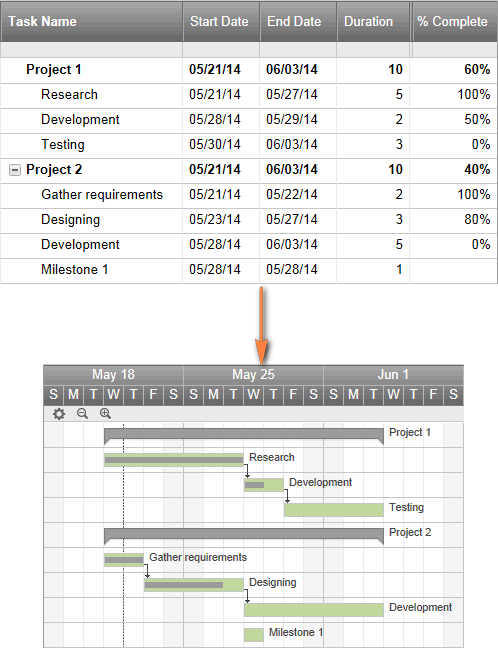 Task Name Start Date End Date Duration % Complete
Project 1 05/21/14 06/03/14 10 60%
Research 05/21/14 05/27/14 5 100%
Development 05/28/14 05/29/14 2 50%
Testing 05/30/14 06/03/14 3 0%
Project 2 05/21/14 06/03/14 10 40%
Gather requirements 05/21/14 05/22/14 2 100%
Designing 05/23/14 05/27/14 3 80%
Development 05/28/14 06/03/14 5 0%
Milestone 1 05/28/14 05/28/14 1
May 18 May 25 Jun 1
S M T W T F S S M T W T F S S M T W T F S
Project 1
Research
Development
Testing
Project 2
Gather requirements
Designing
Development
Milestone 1